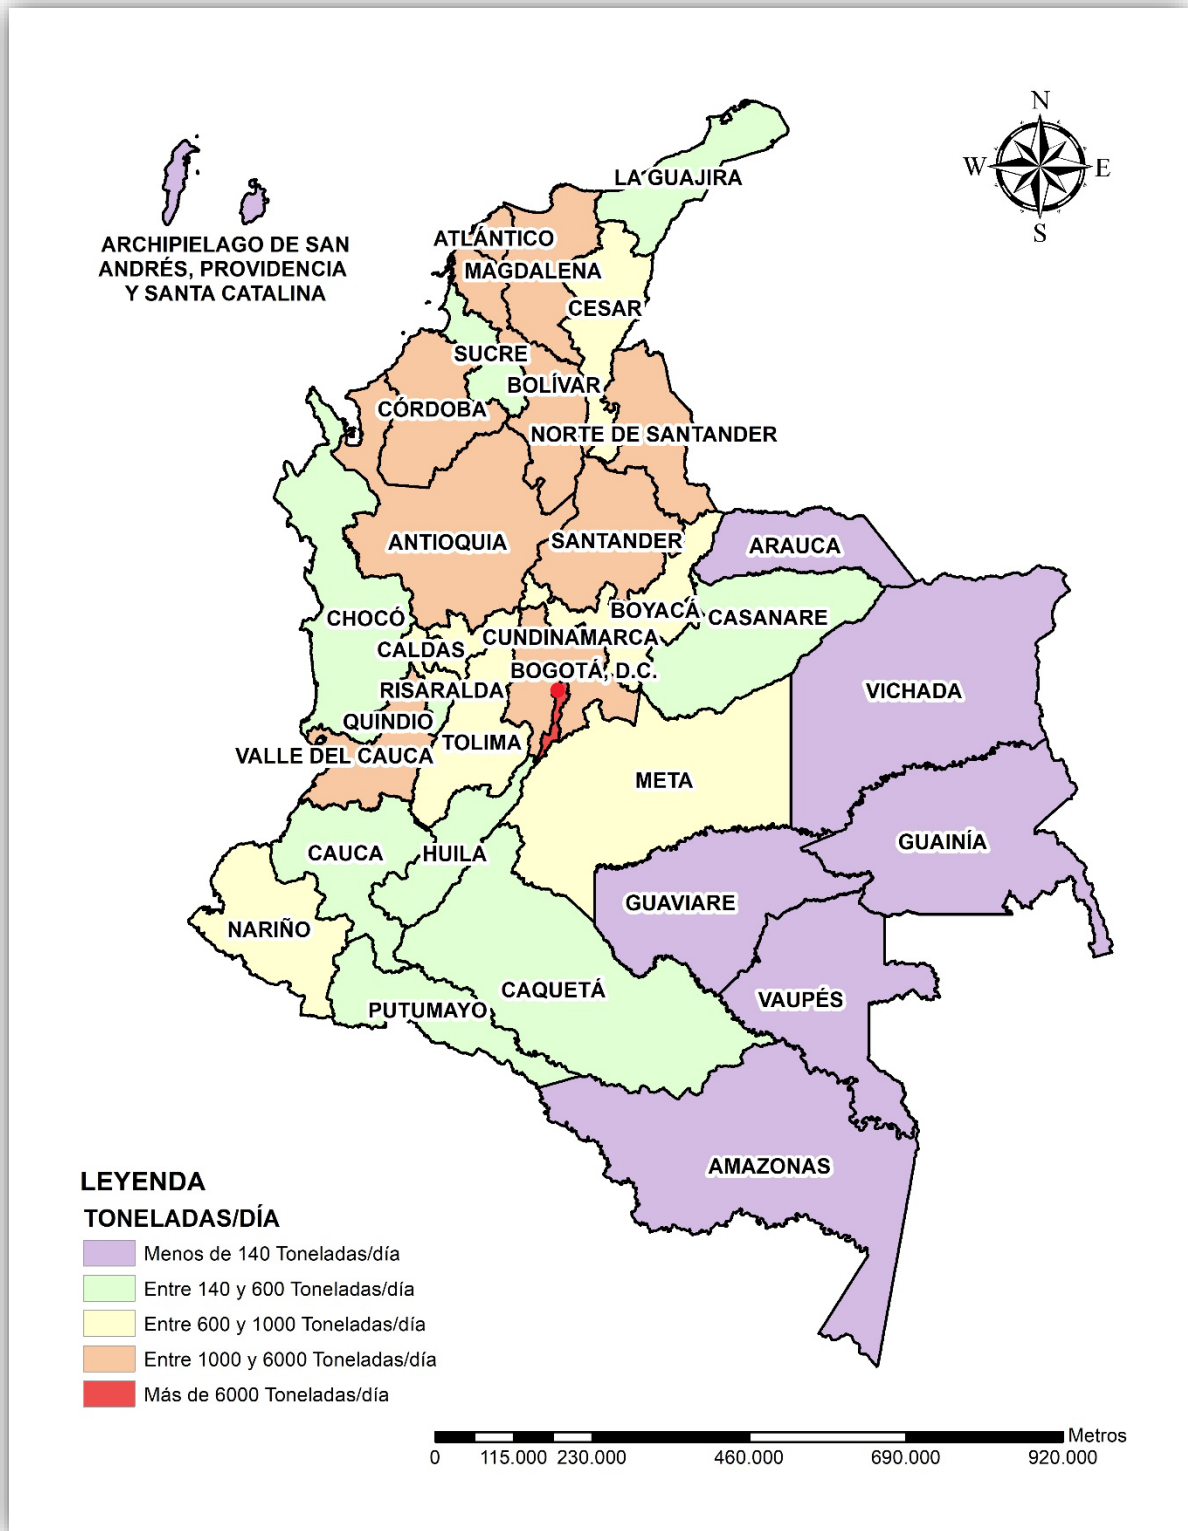 N
W
E
S
LA GUAJIRA
ARCHIPIELAGO DE SAN
ANDRÉS, PROVIDENCIA
Y SANTA CATALINA
ATLÁNTICO
MAGDALENA
CESAR
SUCRE
BOLÍVAR
CÓRDOBA
NORTE DE SANTANDER
ANTIOQUIA
SANTANDER
ARAUCA
BOYACÁ
CASANARE
CHOCÓ
CUNDINAMARCA
CALDAS
BOGOTÁ, D.C.
RISARALDA
VICHADA
QUINDIO
TOLIMA
VALLE DEL CAUCA
META
GUAINÍA
CAUCA
HUILA
GUAVIARE
NARIÑO
CAQUETÁ
VAUPÉS
PUTUMAYO
AMAZONAS
LEYENDA
TONELADAS/DÍA
Menos de 140 Toneladas/día
Entre 140 y 600 Toneladas/día
Entre 600 y 1000 Toneladas/día
Entre 1000 y 6000 Toneladas/día
Más de 6000 Toneladas/día
Metros
0 115.000 230.000 460.000 690.000 920.000